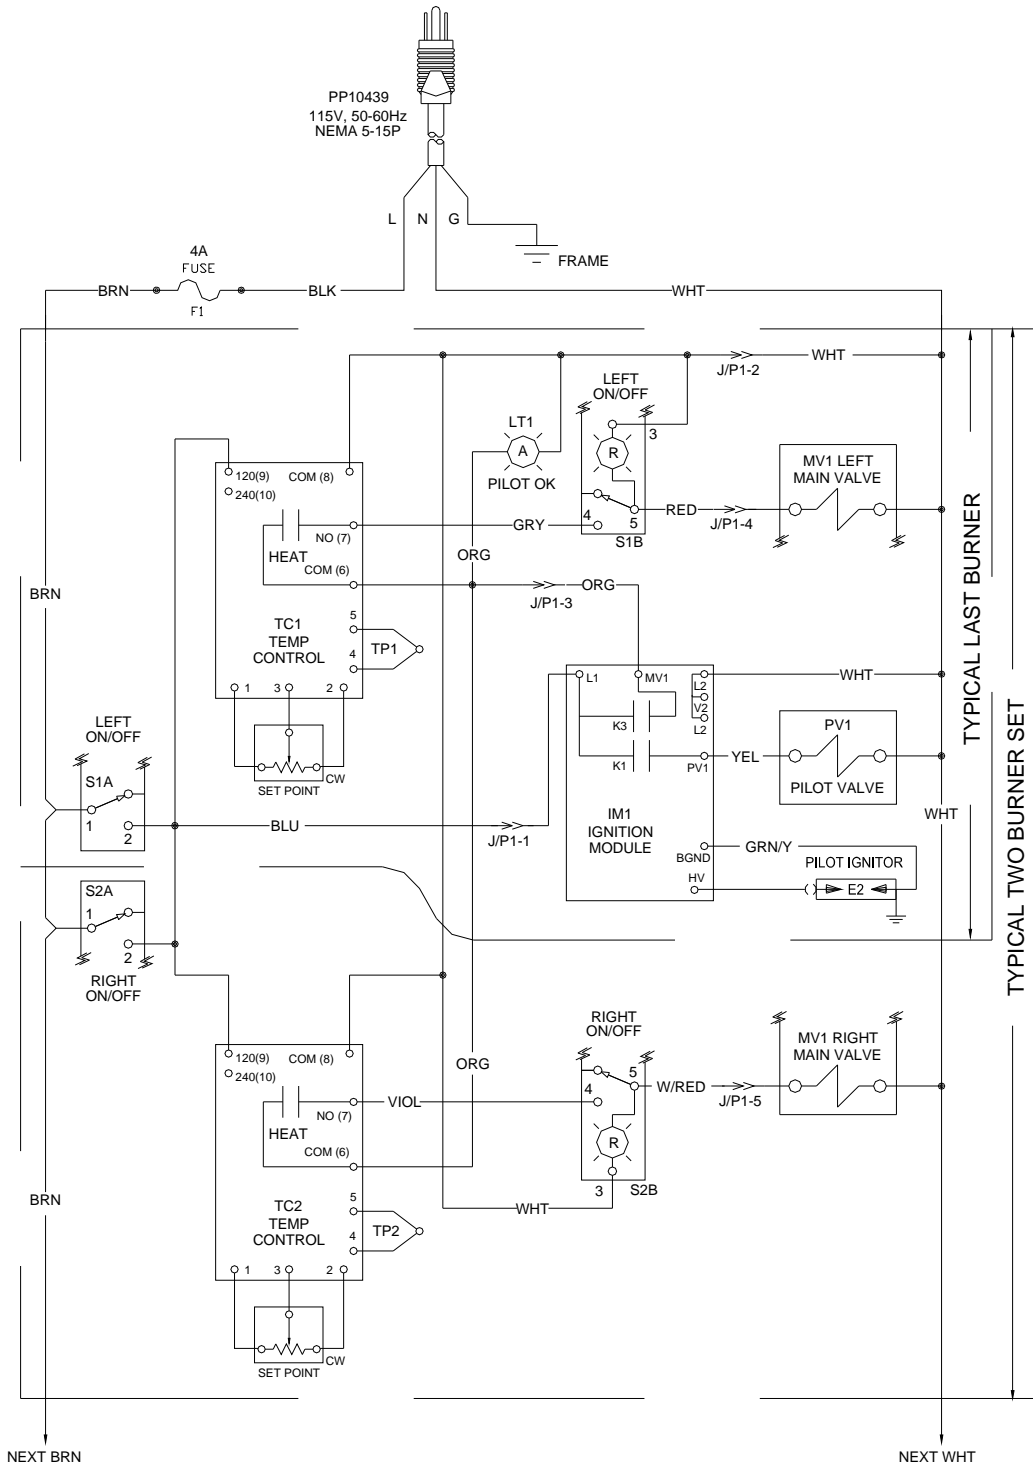 PP10439
115V, 50-60Hz
NEMA 5-15P
L N G
FRAME
4A
FUSE
F1
BRN
BLK
WHT
J/P1-2
WHT
LEFT
ON/OFF
LT1
A
PILOT OK
R
3
4
5
S1B
RED
J/P1-4
MV1 LEFT
MAIN VALVE
120(9)
COM (8)
240(10)
NO (7)
HEAT
COM (6)
GRY
ORG
J/P1-3
ORG
BRN
TC1
TEMP
CONTROL
5
4
TP1
1 3 2
CW
SET POINT
L1
MV1
L2
V2
L2
K3
K1
PV1
IM1
IGNITION
MODULE
BGND
HV
WHT
YEL
PV1
PILOT VALVE
WHT
GRN/Y
PILOT IGNITOR
E2
LEFT
ON/OFF
S1A
1
2
BLU
J/P1-1
S2A
1
2
RIGHT
ON/OFF
TYPICAL LAST BURNER
TYPICAL TWO BURNER SET
120(9)
COM (8)
240(10)
NO (7)
HEAT
COM (6)
VIOL
ORG
RIGHT
ON/OFF
5
4
R
3
S2B
W/RED
J/P1-5
MV1 RIGHT
MAIN VALVE
BRN
TC2
TEMP
CONTROL
5
4
TP2
WHT
1 3 2
CW
SET POINT
NEXT BRN
NEXT WHT